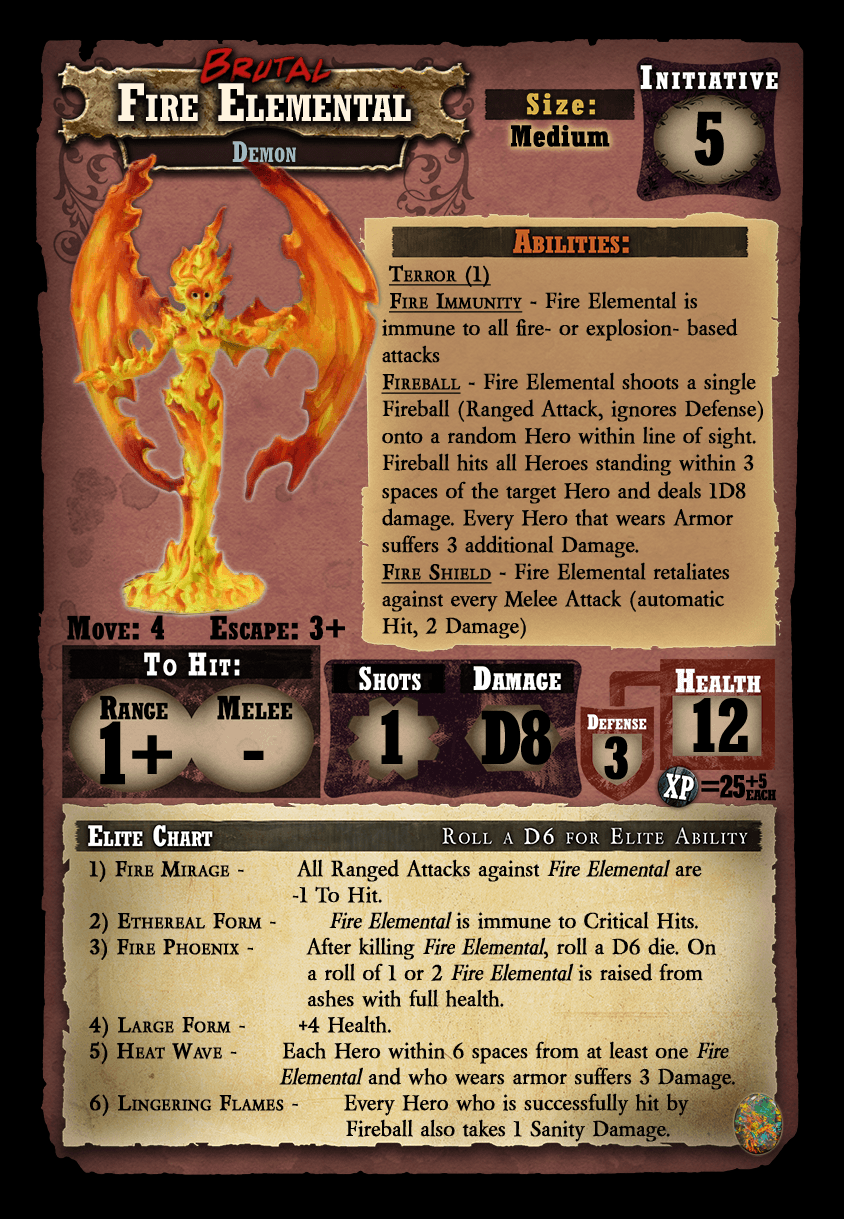 Brutal
Fire Elemental
Demon
Size:
Medium
Initiative
5
Abilities:
Terror (1)
Fire Immunity - Fire Elemental is
immune to all fire- or explosion- based
attacks
Fireball - Fire Elemental shoots a single
Fireball (Ranged Attack, ignores Defense)
onto a random Hero within line of sight.
Fireball hits all Heroes standing within 3
spaces of the target Hero and deals 1D8
damage. Every Hero that wears Armor
suffers 3 additional Damage.
Fire Shield - Fire Elemental retaliates
against every Melee Attack (automatic
Hit, 2 Damage)
Move: 4 Escape: 3+
To Hit:
Range
1+
Melee
-
Shots
1
Damage
D8
Defense
3
Health
12
XP =25 +5 EACH
Elite Chart Roll a D6 for Elite Ability
1) Fire Mirage - All Ranged Attacks against Fire Elemental are
-1 To Hit.
2) Ethereal Form - Fire Elemental is immune to Critical Hits.
3) Fire Phoenix - After killing Fire Elemental, roll a D6 die. On
a roll of 1 or 2 Fire Elemental is raised from
ashes with full health.
4) Large Form - +4 Health.
5) Heat Wave - Each Hero within 6 spaces from at least one Fire
Elemental and who wears armor suffers 3 Damage.
6) Lingering Flames - Every Hero who is successfully hit by
Fireball also takes 1 Sanity Damage.